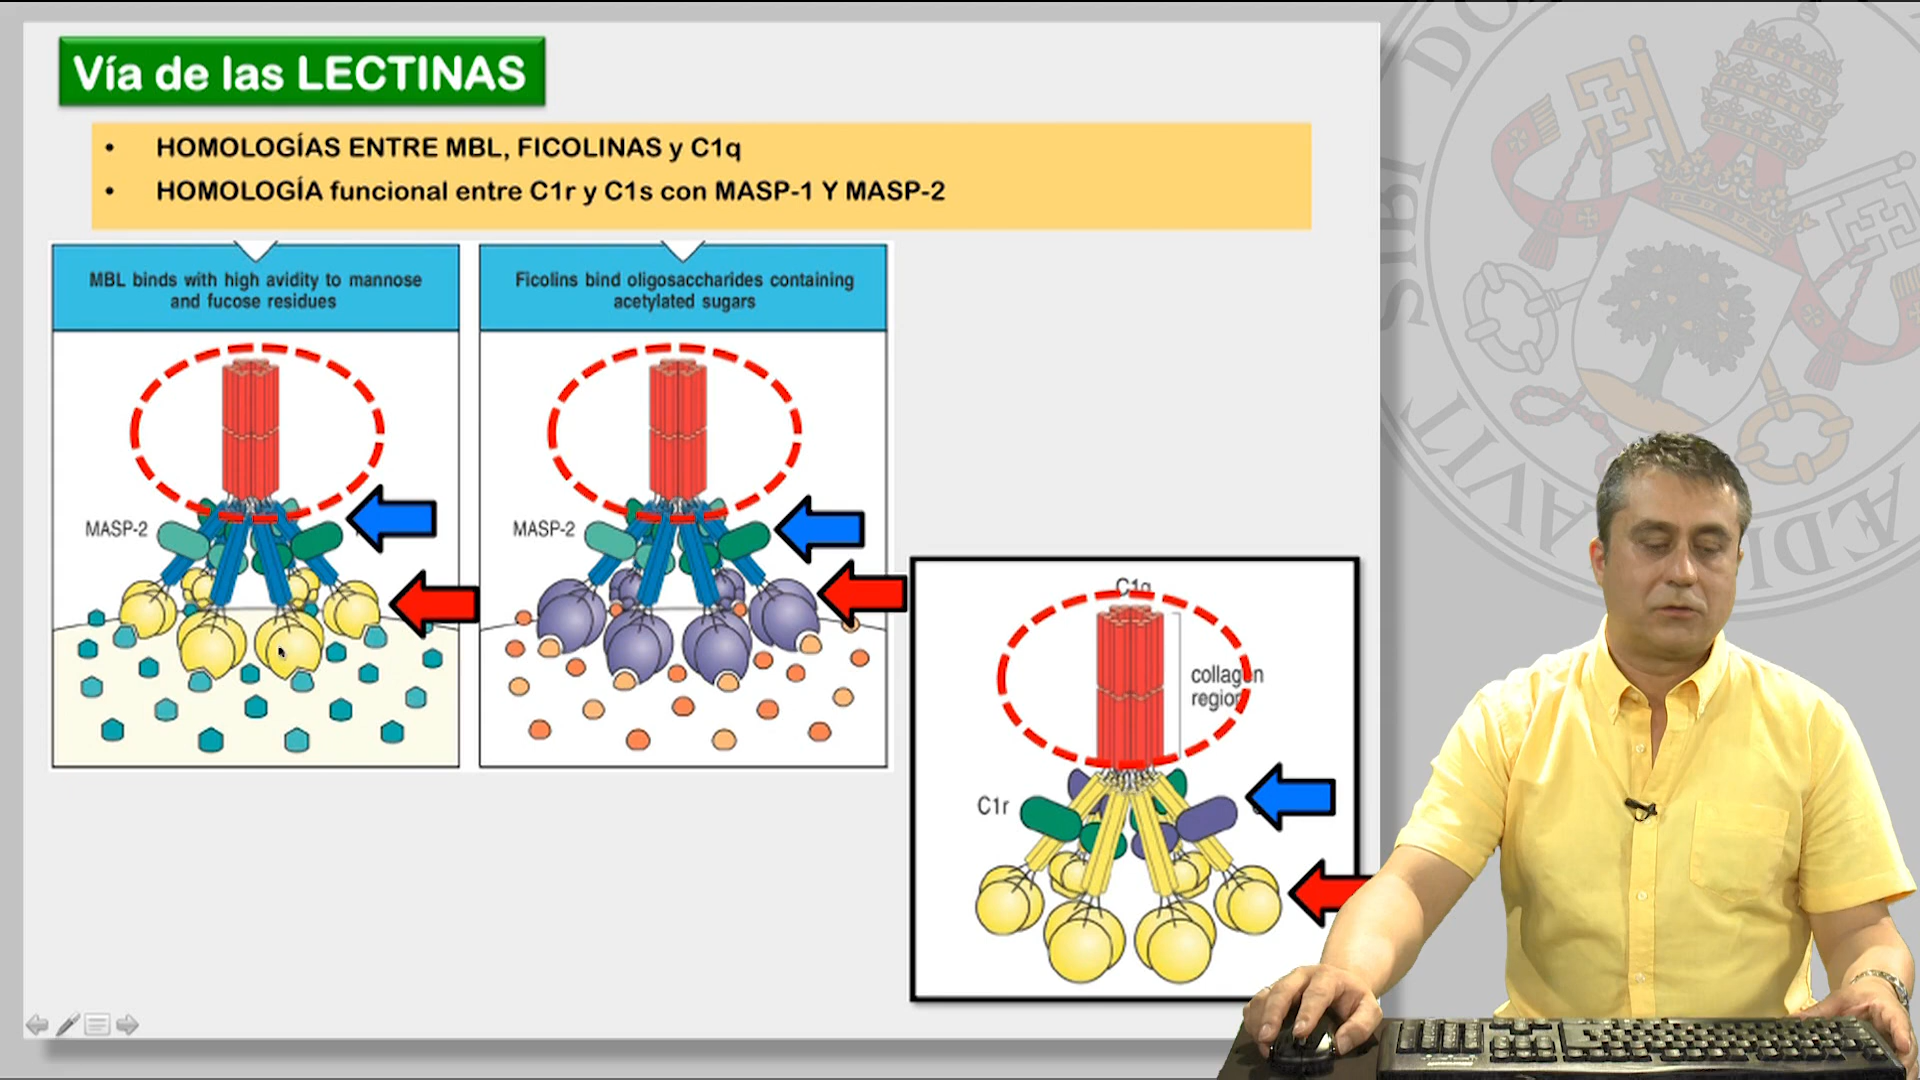 Vía de las LECTINAS
• HOMOLOGÍAS ENTRE MBL, FICOLINAS y C1q
• HOMOLOGÍA funcional entre C1r y C1s con MASP-1 Y MASP-2
MBL binds with high avidity to mannose
and fucose residues
Ficolins bind oligosaccharides containing
acetylated sugars
MASP-2
MASP-2
C1q
collagen
region
C1r